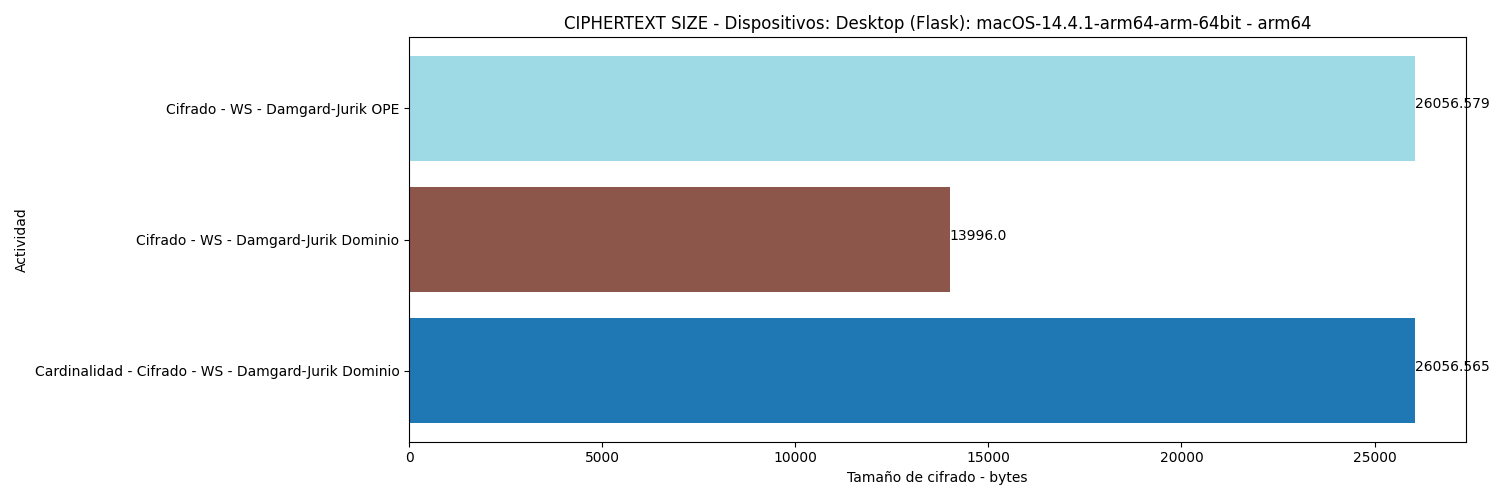 CIPHERTEXT SIZE - Dispositivos: Desktop (Flask): macOS-14.4.1-arm64-arm-64bit - arm64
Actividad
Cifrado - WS - Damgard-Jurik OPE
26056.579
Cifrado - WS - Damgard-Jurik Dominio
13996.0
Cardinalidad - Cifrado - WS - Damgard-Jurik Dominio
26056.565
0 5000 10000 15000 20000 25000
Tamaño de cifrado - bytes